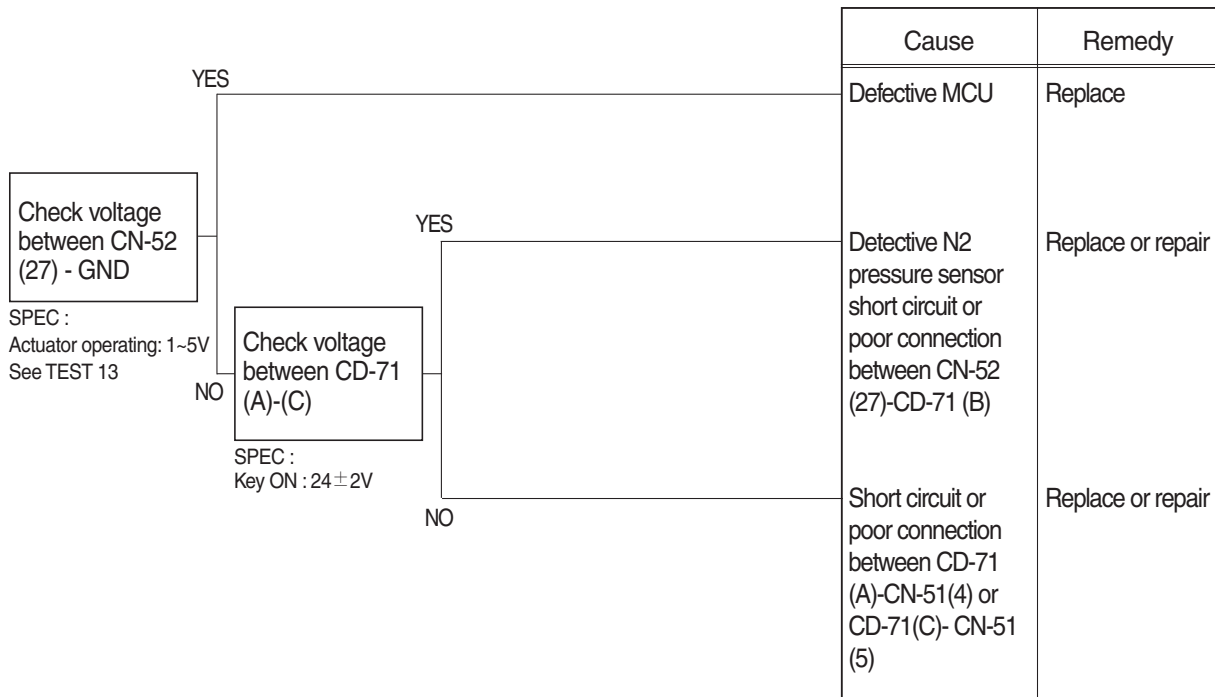 Cause
Remedy
YES
Defective MCU
Replace
Check voltage
between CN-52
(27) - GND
SPEC :
Actuator operating: 1~5V
See TEST 13
NO
YES
Check voltage
between CD-71
(A)-(C)
SPEC :
Key ON : 24±2V
Detective N2
pressure sensor
short circuit or
poor connection
between CN-52
(27)-CD-71 (B)
Replace or repair
NO
Short circuit or
poor connection
between CD-71
(A)-CN-51(4) or
CD-71(C)- CN-51
(5)
Replace or repair